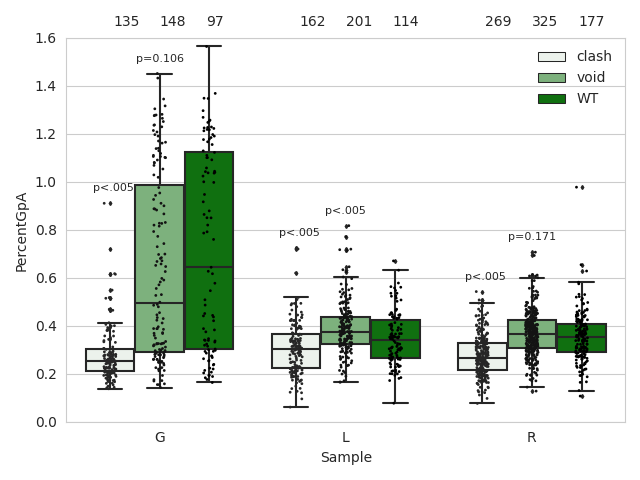 135 148 97 162 201 114 269 325 177
1.6
1.4
1.2
1.0
0.8
0.6
0.4
0.2
0.0
PercentGpA
p<.005
p=0.106
p<.005
p<.005
p<.005
p=0.171
clash
void
WT
G L R
Sample